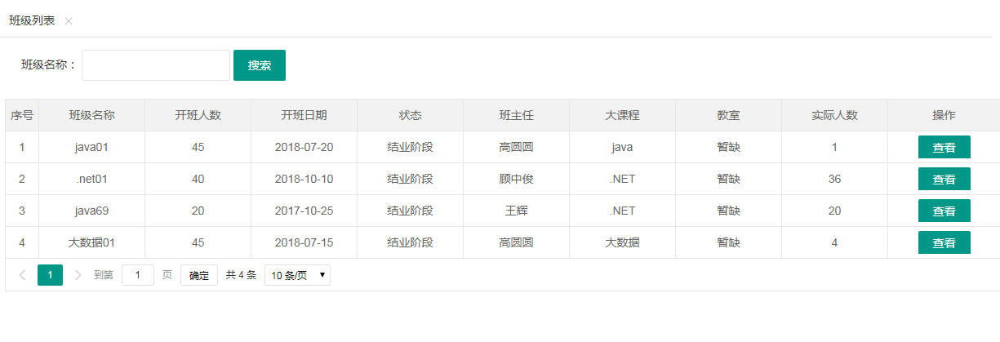 班级列表 ×
班级名称： 搜索
序号 班级名称 开班人数 开班日期 状态 班主任 大课程 教室 实际人数 操作
1 java01 45 2018-07-20 结业阶段 高圆圆 java 暂缺 1 查看
2 .net01 40 2018-10-10 结业阶段 顾中俊 .NET 暂缺 36 查看
3 java69 20 2017-10-25 结业阶段 王辉 .NET 暂缺 20 查看
4 大数据01 45 2018-07-15 结业阶段 高圆圆 大数据 暂缺 4 查看
1 到第 1 页 确定 共 4 条 10 条/页